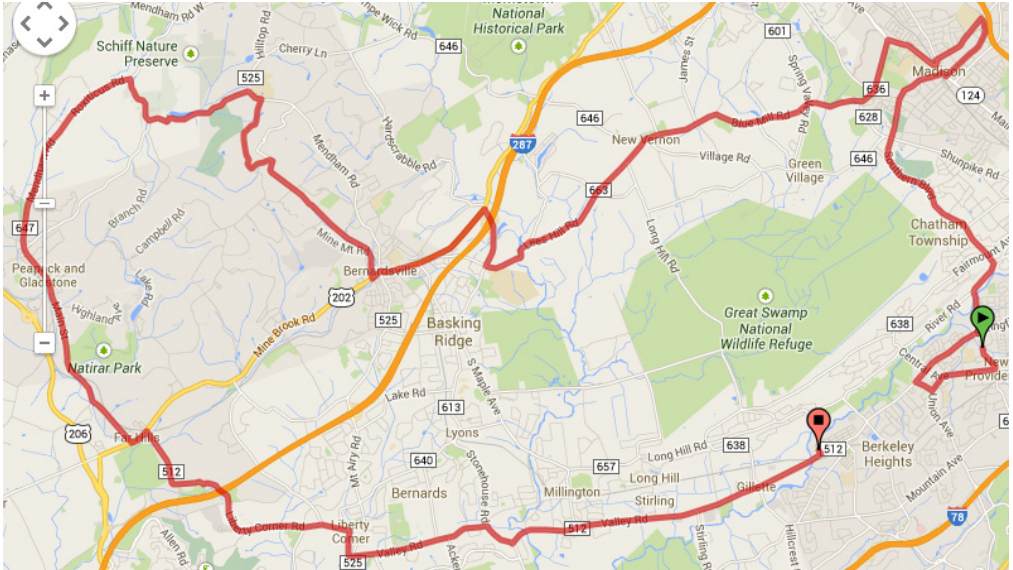 Mendham Rd W
Tempe Wick Rd
National
Historical Park
Schiff Nature
Preserve
Hilltop Rd
Cherry Ln
646
601
James St
Spring Valley Rd
Madison
124
525
Roxiticus Rd
636
628
Blue Mill Rd
646
New Vernon
287
Hardscrabble Rd
Mendham Rd
Village Rd
Green
Village
646
Shunpike Rd
Southern Blvd
Mendham Rd
663
Branch Rd
Campbell Rd
647
Lees Hill Rd
Long Hill Rd
Chatham
Township
Mine Mt Rd
Fairmount Av
Peapack and
Gladstone
Bernardsville
Lake Rd
202
Highland
Ave
Main St
Great Swamp
National
Wildlife Refuge
River Rd
638
525
Basking
Ridge
Mine Brook Rd
Natirar Park
Central Ave
New
Provide
S Maple Ave
Lake Rd
613
Union Ave
206
Far Hills
Lyons
Mt Airy Rd
640
Stonehouse Rd
Long Hill Rd
638
512
Berkeley
Heights
657
Long Hill
512
Bernards
Millington
Stirling
Gillette
Mountain Ave
Liberty Corner Rd
Liberty
Corner
512
Valley Rd
78
Allen Rd
525
Valley Rd
Acke
Stirling Rd
Hillcrest